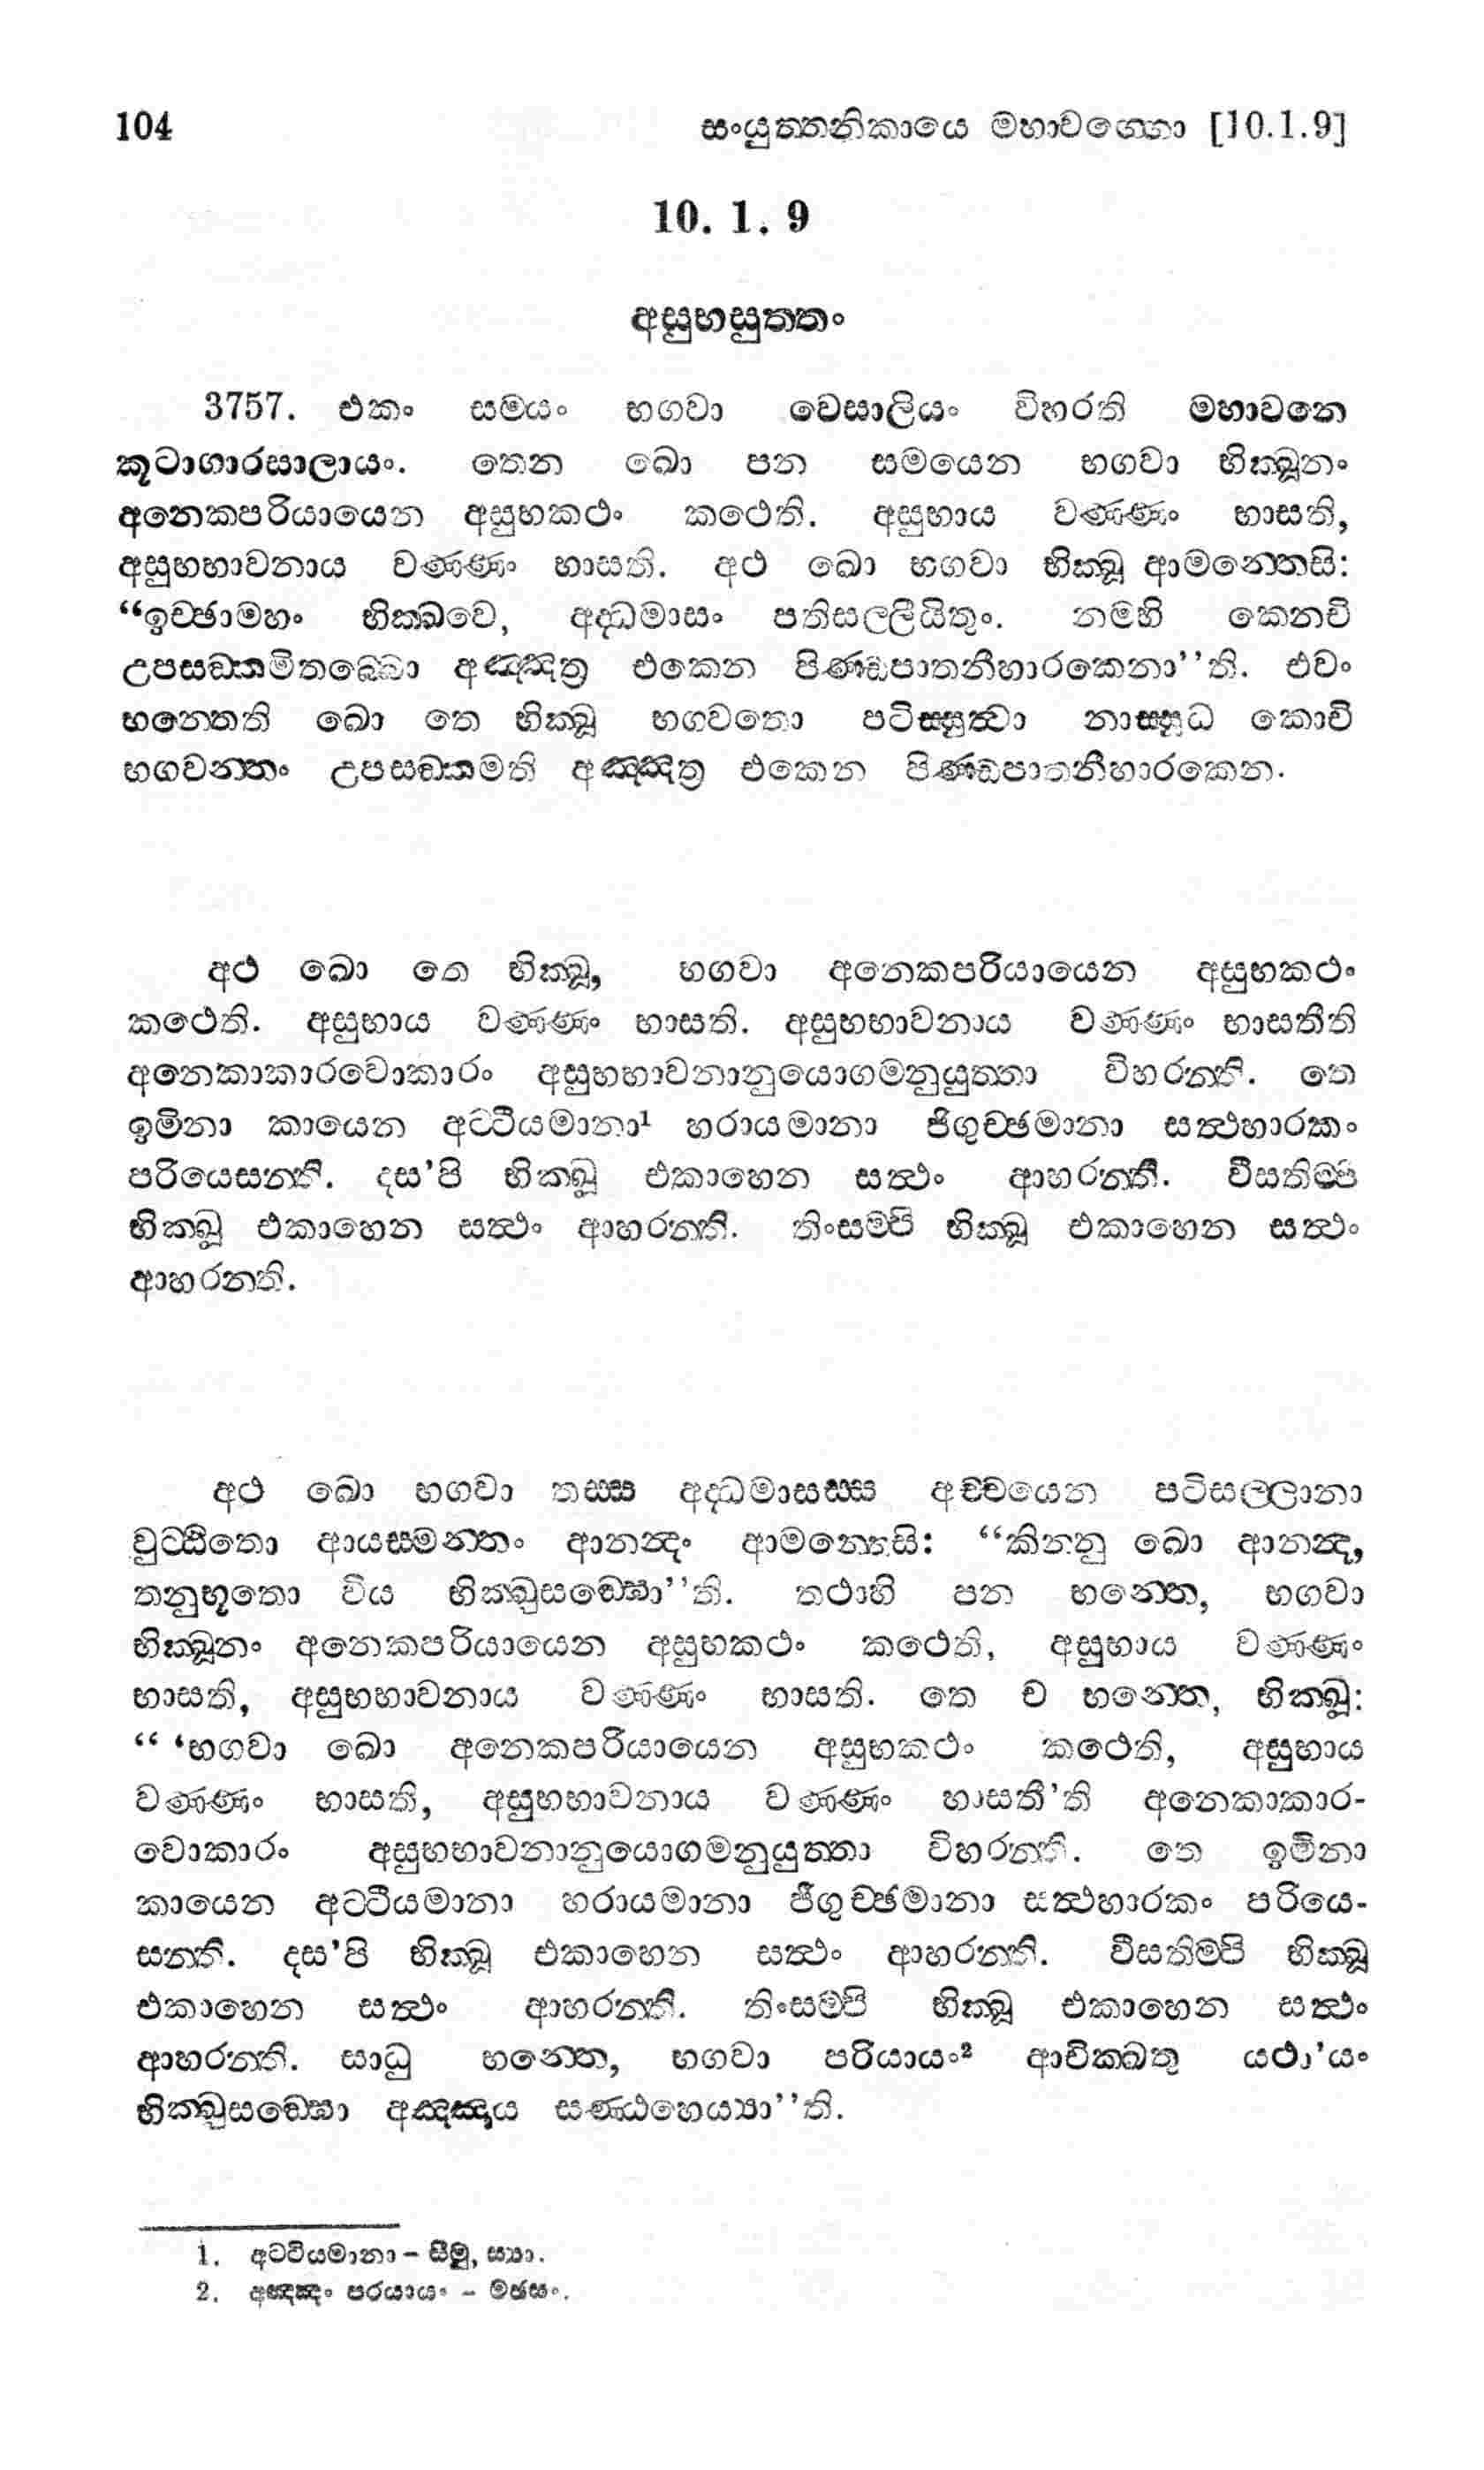 104 සංයුත්තනිකායෙ මහාවග්ගො [10.1.9]
10. 1. 9
අසුභසුත්තං
3757. එකං සමයං භගවා වෙසාලියං විහරති මහාවනෙ
කූටාගාරසාලායං. තෙන ඛො පන සමයෙන භගවා භික්ඛූනං
අනෙකපරියායෙන අසුභකථං කථෙති. අසුභාය වණ්ණං භාසති,
අසුභභාවනාය වණ්ණං භාසති. අථ ඛො භගවා භික්ඛූ ආමන්තෙසි:
“ඉච්ඡාමහං භික්ඛවෙ, අද්ධමාසං පතිසල්ලීයිතුං. නමහි කෙනචි
උපසඞ්කමිතබ්බො අඤ්ඤත්‍ර එකෙන පිණ්ඩපාතනීහාරකෙනා’’ති. එවං
භන්තෙති ඛො තෙ භික්ඛූ භගවතො පටිස්සුත්වා නාස්සුධ කොචි
භගවන්තං උපසඞ්කමති අඤ්ඤත්‍ර එකෙන පිණ්ඩපාතනීහාරකෙන.
අථ ඛො තෙ භික්ඛූ, භගවා අනෙකපරියායෙන අසුභකථං
කථෙති. අසුභාය වණ්ණං භාසති. අසුභභාවනාය වණ්ණං භාසතීති
අනෙකාකාරවොකාරං අසුභභාවනානුයොගමනුයුත්තා විහරන්ති. තෙ
ඉමිනා කායෙන අට්ටීයමානා¹ හරායමානා ජිගුච්ඡමානා සත්ථහාරකං
පරියෙසන්ති. දස’පි භික්ඛූ එකාහෙන සත්ථං ආහරන්තී. වීසතිම්පි
භික්ඛූ එකාහෙන සත්ථං ආහරන්ති. තිංසම්පි භික්ඛූ එකාහෙන සත්ථං
ආහරන්ති.
අථ ඛො භගවා තස්ස අද්ධමාසස්ස අච්චයෙන පටිසල්ලානා
වුට්ඨිතො ආයස්මන්තං ආනන්දං ආමන්තෙසි: “කින්නු ඛො ආනන්ද,
තනුභූතො විය භික්ඛුසඞ්ඝො’’ති. තථාහි පන භන්තෙ, භගවා
භික්ඛූනං අනෙකපරියායෙන අසුභකථං කථෙති, අසුභාය වණ්ණං
භාසති, අසුභභාවනාය වණ්ණං භාසති. තෙ ච භන්තෙ, භික්ඛූ:
“ ‘භගවා ඛො අනෙකපරියායෙන අසුභකථං කථෙති, අසුභාය
වණ්ණං භාසති, අසුභභාවනාය වණ්ණං භාසතී’ති අනෙකාකාර-
වොකාරං අසුභභාවනානුයොගමනුයුත්තා විහරන්ති. තෙ ඉමිනා
කායෙන අට්ටීයමානා හරායමානා ජීගුච්ඡමානා සත්ථහාරකං පරියෙ-
සන්ති. දස’පි භික්ඛූ එකාහෙන සත්ථං ආහරන්ති. වීසතිම්පි භික්ඛූ
එකාහෙන සත්ථං ආහරන්ති. තිංසම්පි භික්ඛූ එකාහෙන සත්ථං
ආහරන්ති. සාධු භන්තෙ, භගවා පරියායං² ආචික්ඛතු යථා’යං
භික්ඛුසඞ්ඝො අඤ්ඤාය සණ්ඨහෙය්‍යා’’ති.
1. අට්ටියමානා – සීමු, ස්‍යා.
2. අඤ්ඤං පරයායං – මඡසං.